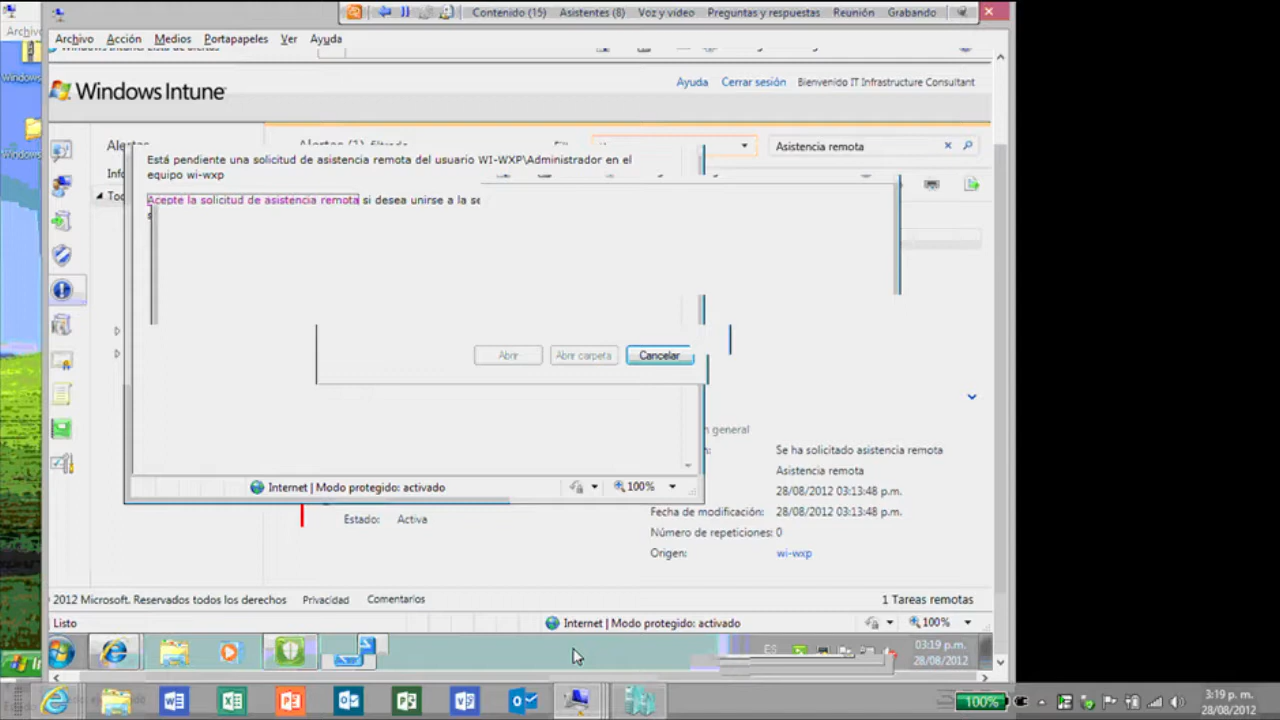 Contenido (15) Asistentes (8) Voz y video Preguntas y respuestas Reunión Grabando
Archivo
Archivo Acción Medios Portapapeles Ver Ayuda
Windows
Windows Intune
Ayuda Cerrar sesión Bienvenido IT Infrastructure Consultant
Asistencia remota
Está pendiente una solicitud de asistencia remota del usuario WI-WXP\Administrador en el
equipo wi-wxp
Acepte la solicitud de asistencia remota si desea unirse a la se
Windows
Abrir Abrir carpeta Cancelar
n general
Se ha solicitado asistencia remota
Asistencia remota
28/08/2012 03:13:48 p.m.
Internet | Modo protegido: activado 100%
Fecha de modificación: 28/08/2012 03:13:48 p.m.
Estado: Activa
Número de repeticiones: 0
Origen: wi-wxp
2012 Microsoft. Reservados todos los derechos Privacidad Comentarios 1 Tareas remotas
Listo Internet | Modo protegido: activado 100%
ES 03:19 p.m.
28/08/2012
100% 3:19 p. m.
28/08/2012